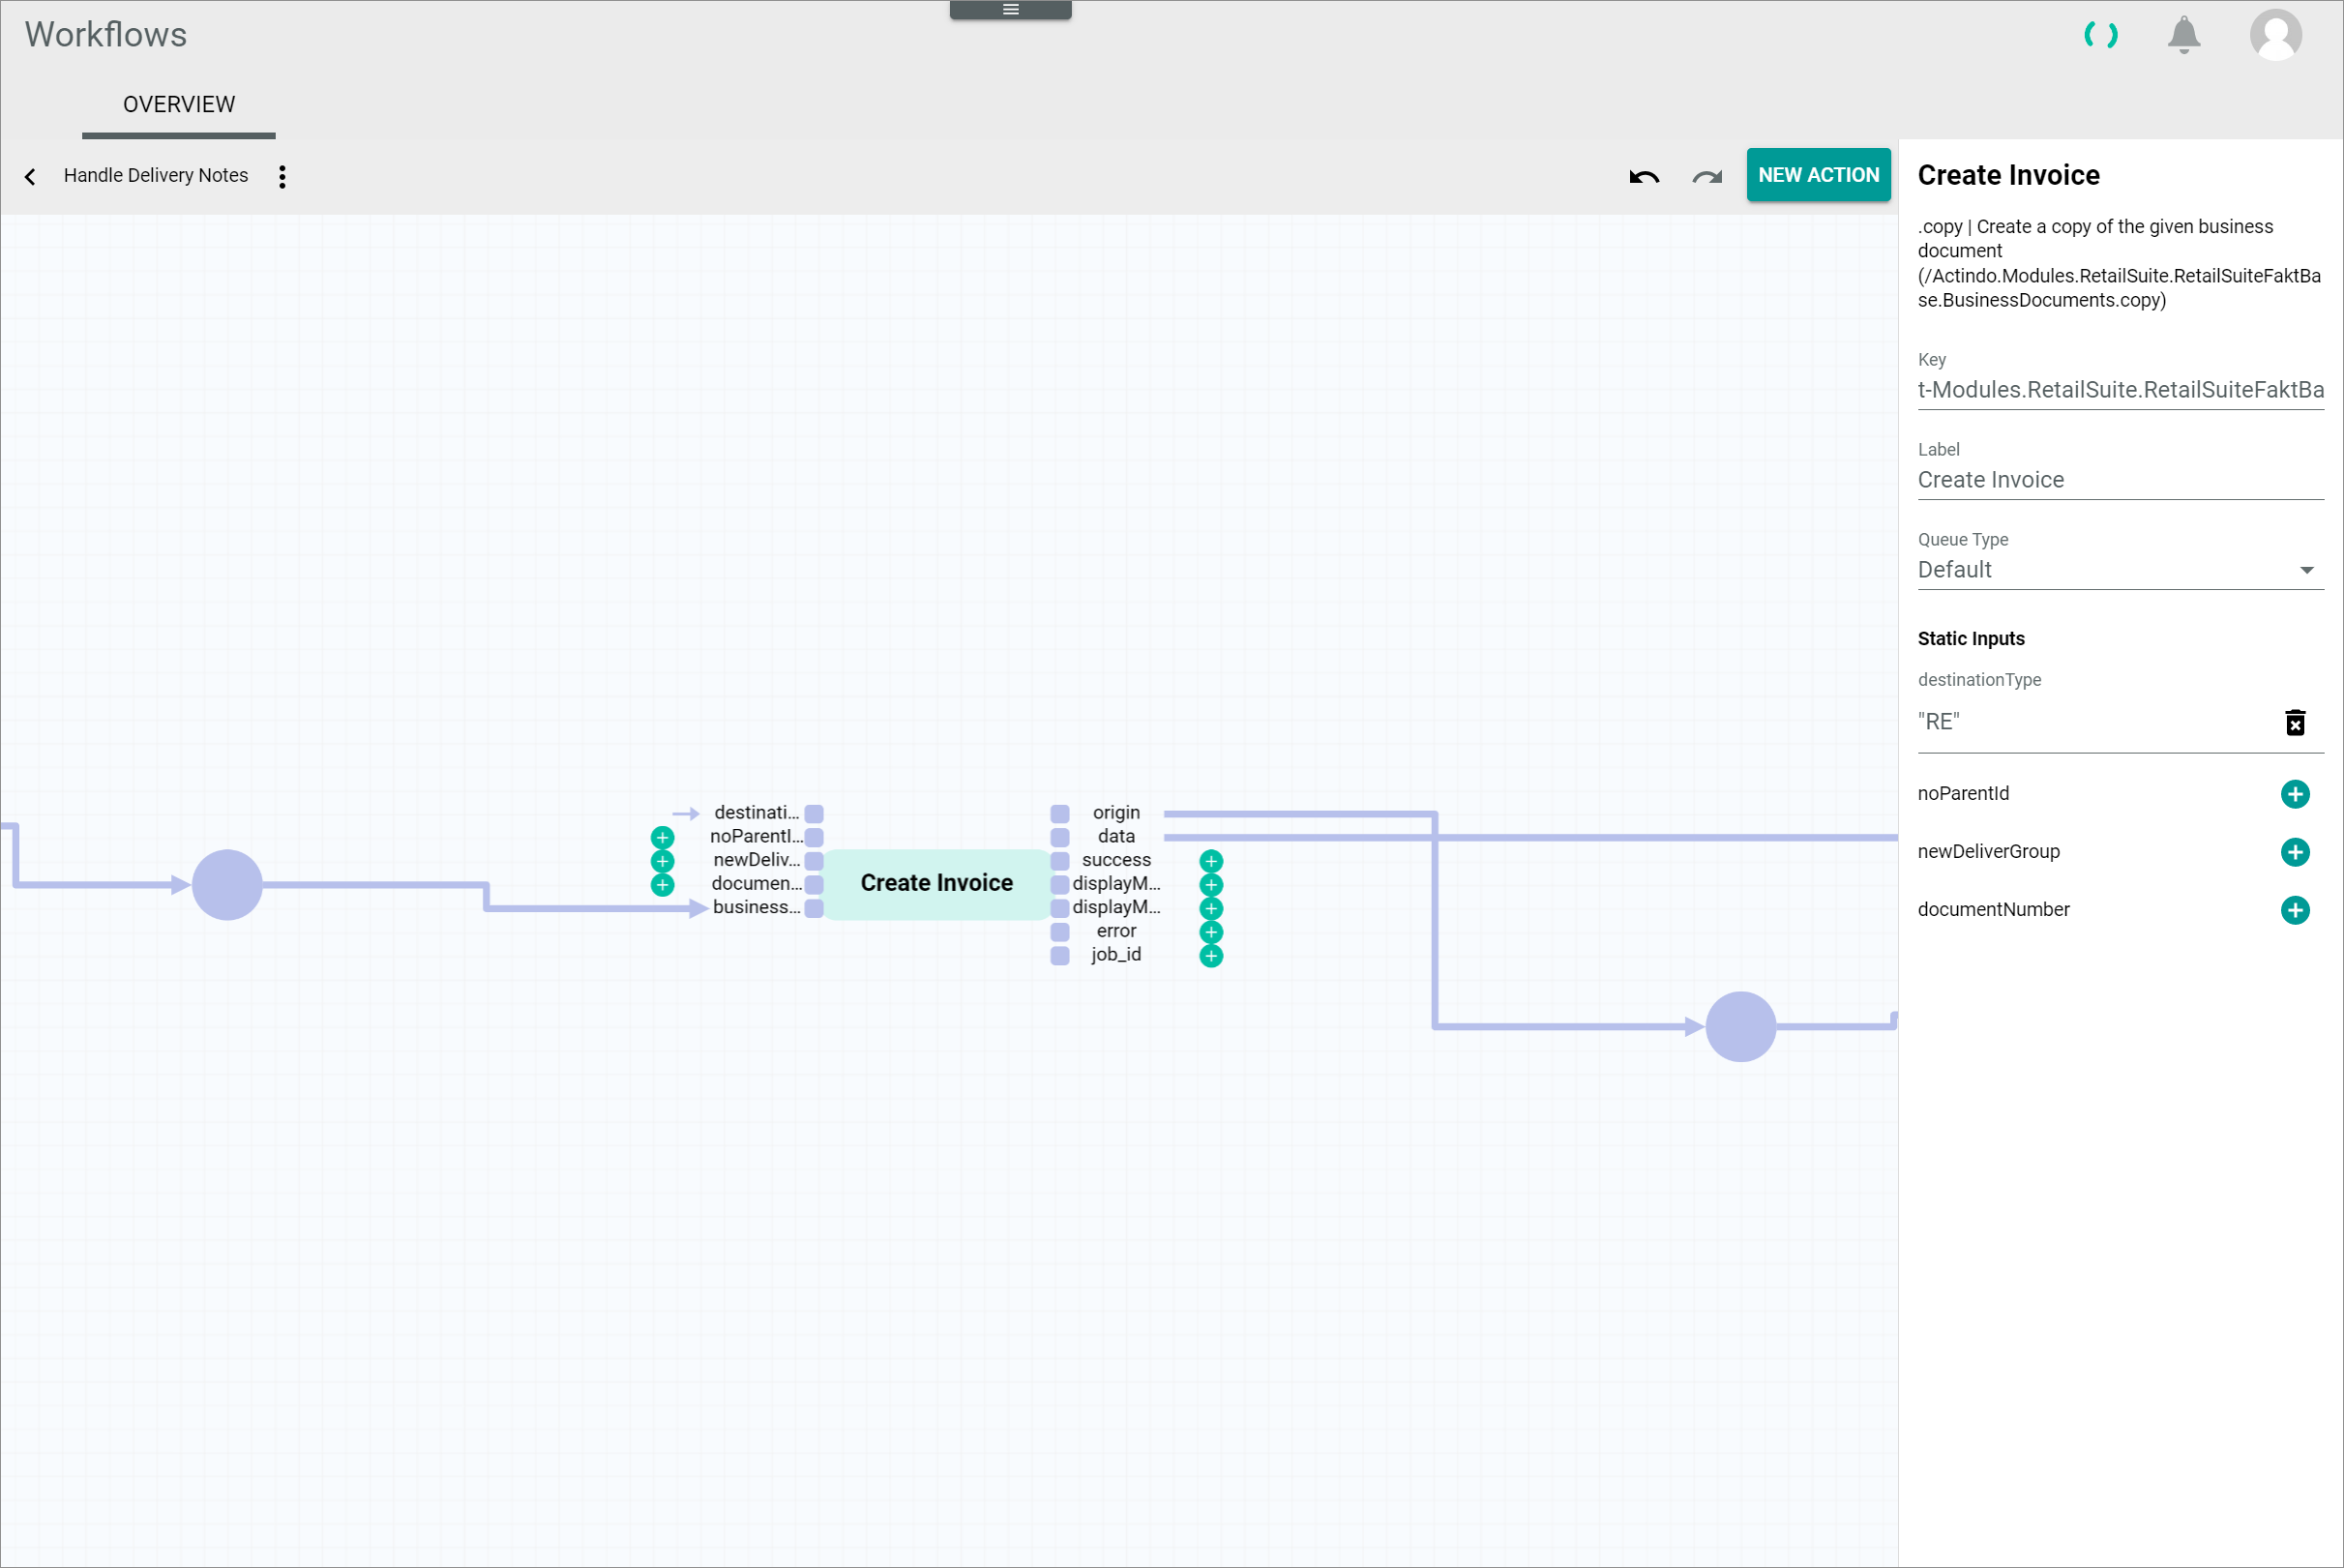 Workflows
OVERVIEW
Handle Delivery Notes
NEW ACTION
destinati...
noParentI...
newDeliv...
documen...
business...
Create Invoice
origin
data
success
displayM...
displayM...
error
job_id
Create Invoice
.copy | Create a copy of the given business
document
(/Actindo.Modules.RetailSuite.RetailSuiteFaktBa
se.BusinessDocuments.copy)
Key
t-Modules.RetailSuite.RetailSuiteFaktBa
Label
Create Invoice
Queue Type
Default
Static Inputs
destinationType
"RE"
noParentId
newDeliverGroup
documentNumber